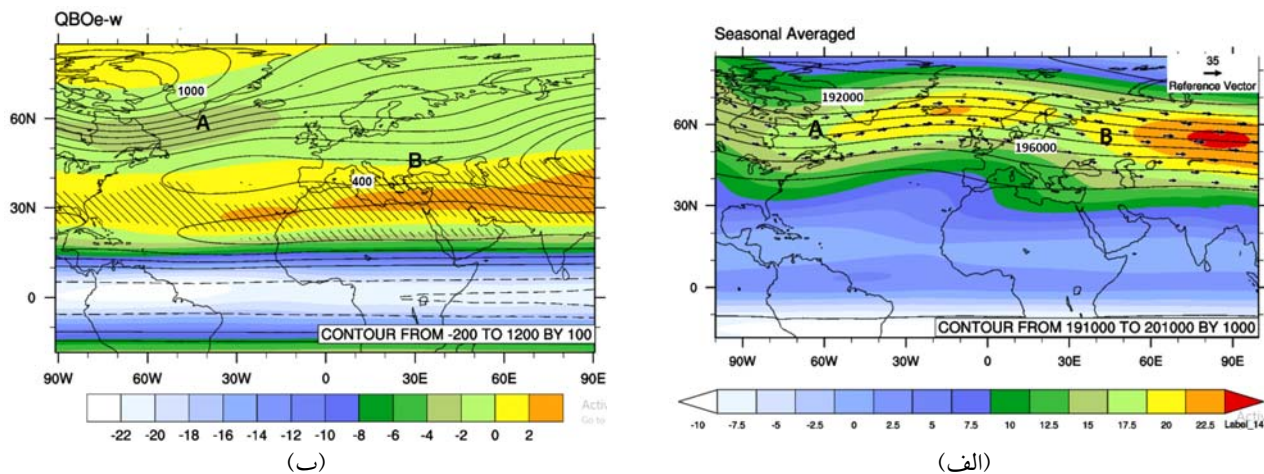 QBOe-w
1000
A
B
400
60N
30N
0
CONTOUR FROM -200 TO 1200 BY 100
90W 60W 30W 0 30E 60E 90E
-22 -20 -18 -16 -14 -12 -10 -8 -6 -4 -2 0 2
Activ
Go to
(ب)
Seasonal Averaged
35
Reference Vector
192000
A
B
196000
60N
30N
0
CONTOUR FROM 191000 TO 201000 BY 1000
90W 60W 30W 0 30E 60E 90E
-10 -7.5 -5 -2.5 0 2.5 5 7.5 10 12.5 15 17.5 20 22.5 Label_14
(الف)